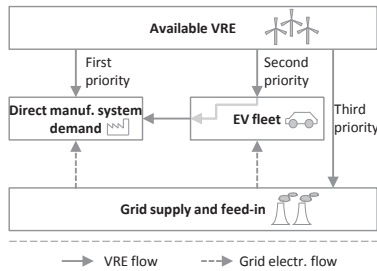 Available VRE
First
priority
Second
priority
Direct manuf. system
demand
EV fleet
Third
priority
Grid supply and feed-in
VRE flow
Grid electr. flow